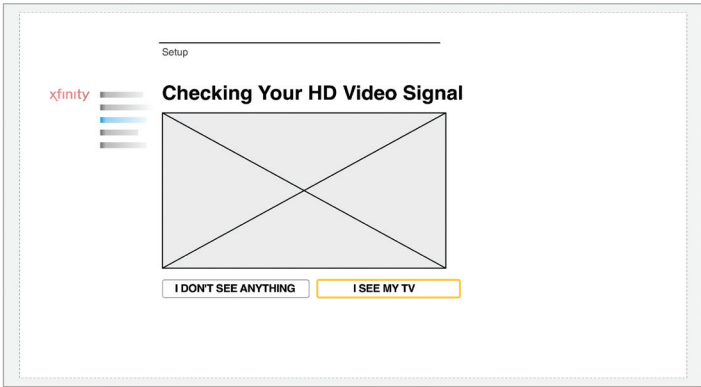 Setup
xfinity
Checking Your HD Video Signal
I DON'T SEE ANYTHING
I SEE MY TV